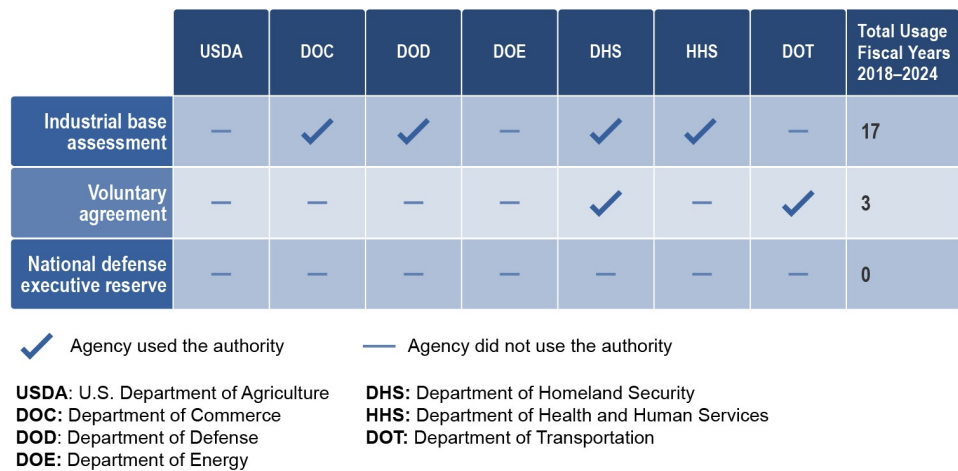 USDA DOC DOD DOE DHS HHS DOT Total Usage
Fiscal Years
2018–2024
Industrial base
assessment
— — — 17
Voluntary
agreement
— — — — — 3
National defense
executive reserve
— — — — — — — 0
Agency used the authority
— Agency did not use the authority
USDA: U.S. Department of Agriculture
DOC: Department of Commerce
DOD: Department of Defense
DOE: Department of Energy
DHS: Department of Homeland Security
HHS: Department of Health and Human Services
DOT: Department of Transportation